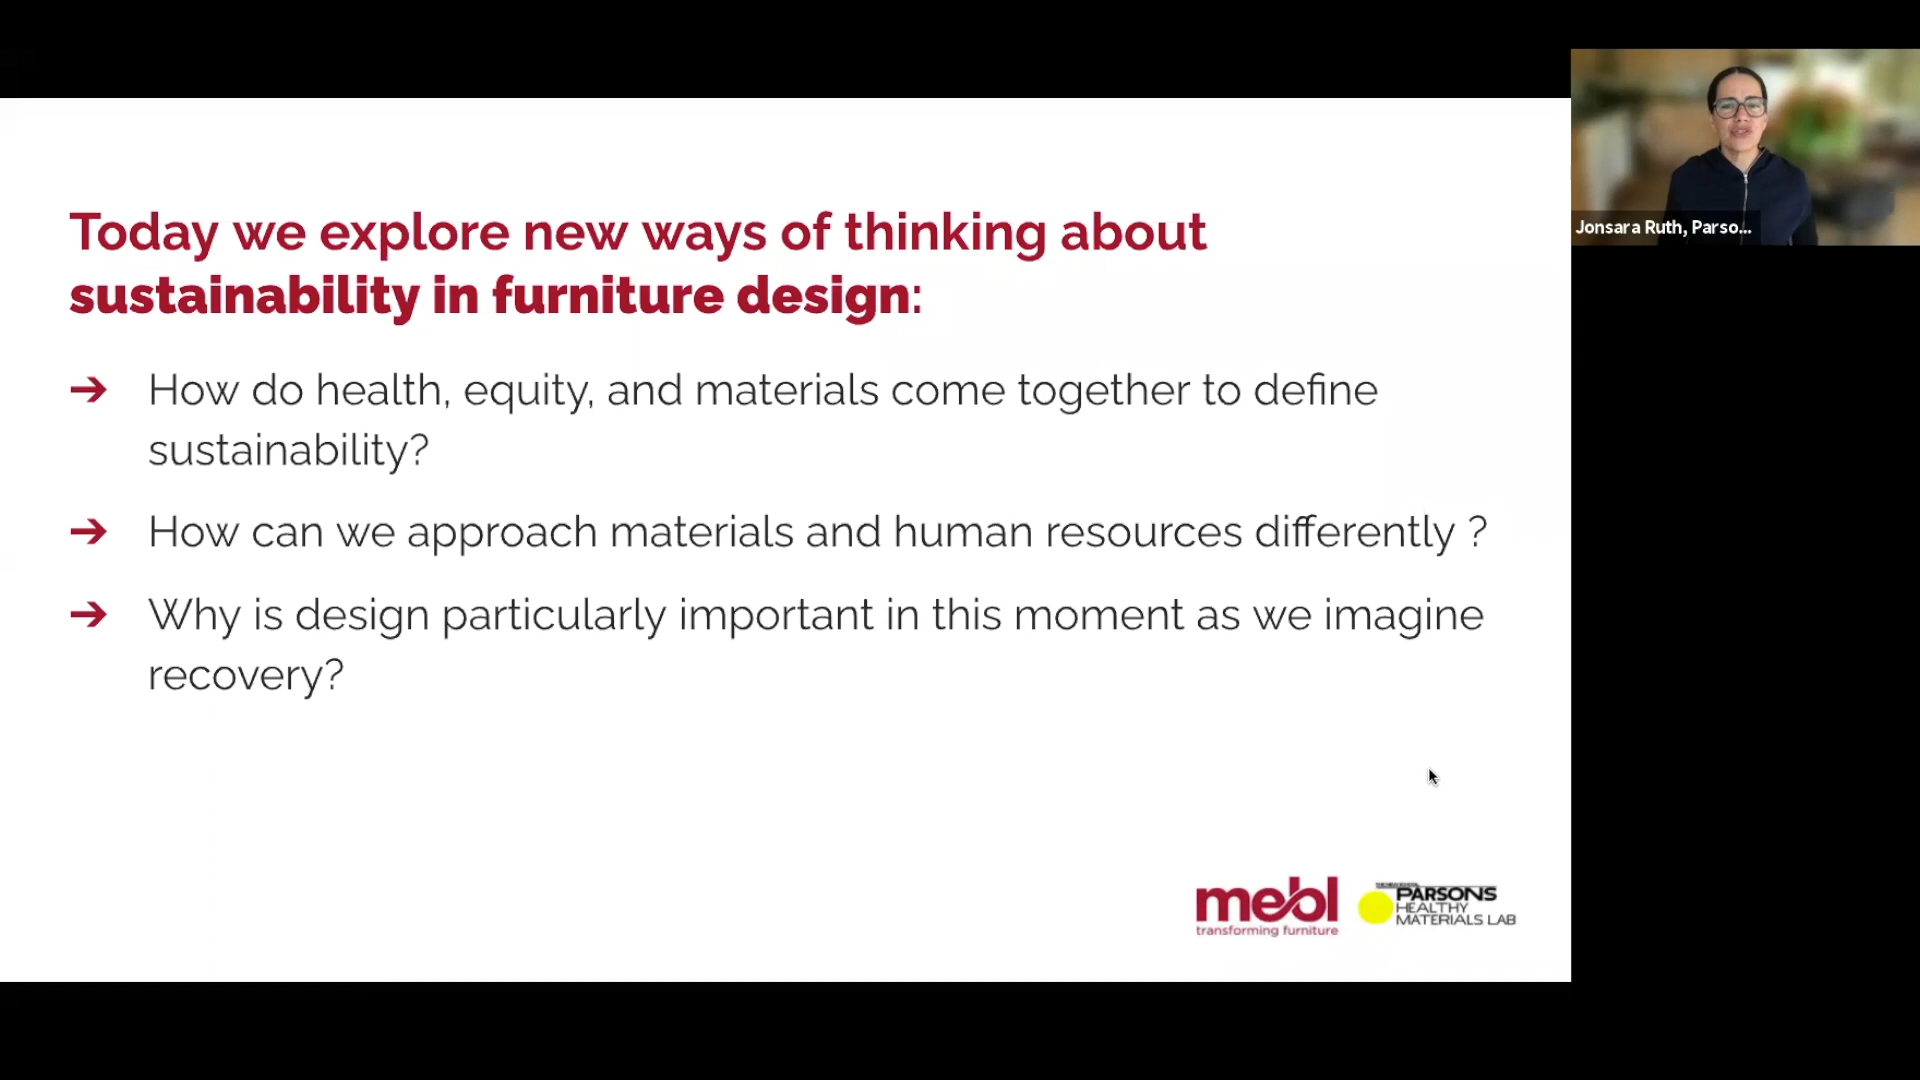 Today we explore new ways of thinking about
sustainability in furniture design:
➔ How do health, equity, and materials come together to define
sustainability?
➔ How can we approach materials and human resources differently ?
➔ Why is design particularly important in this moment as we imagine
recovery?
mebl
transforming furniture
PARSONS
HEALTHY
MATERIALS LAB
Jonsara Ruth, Parso...